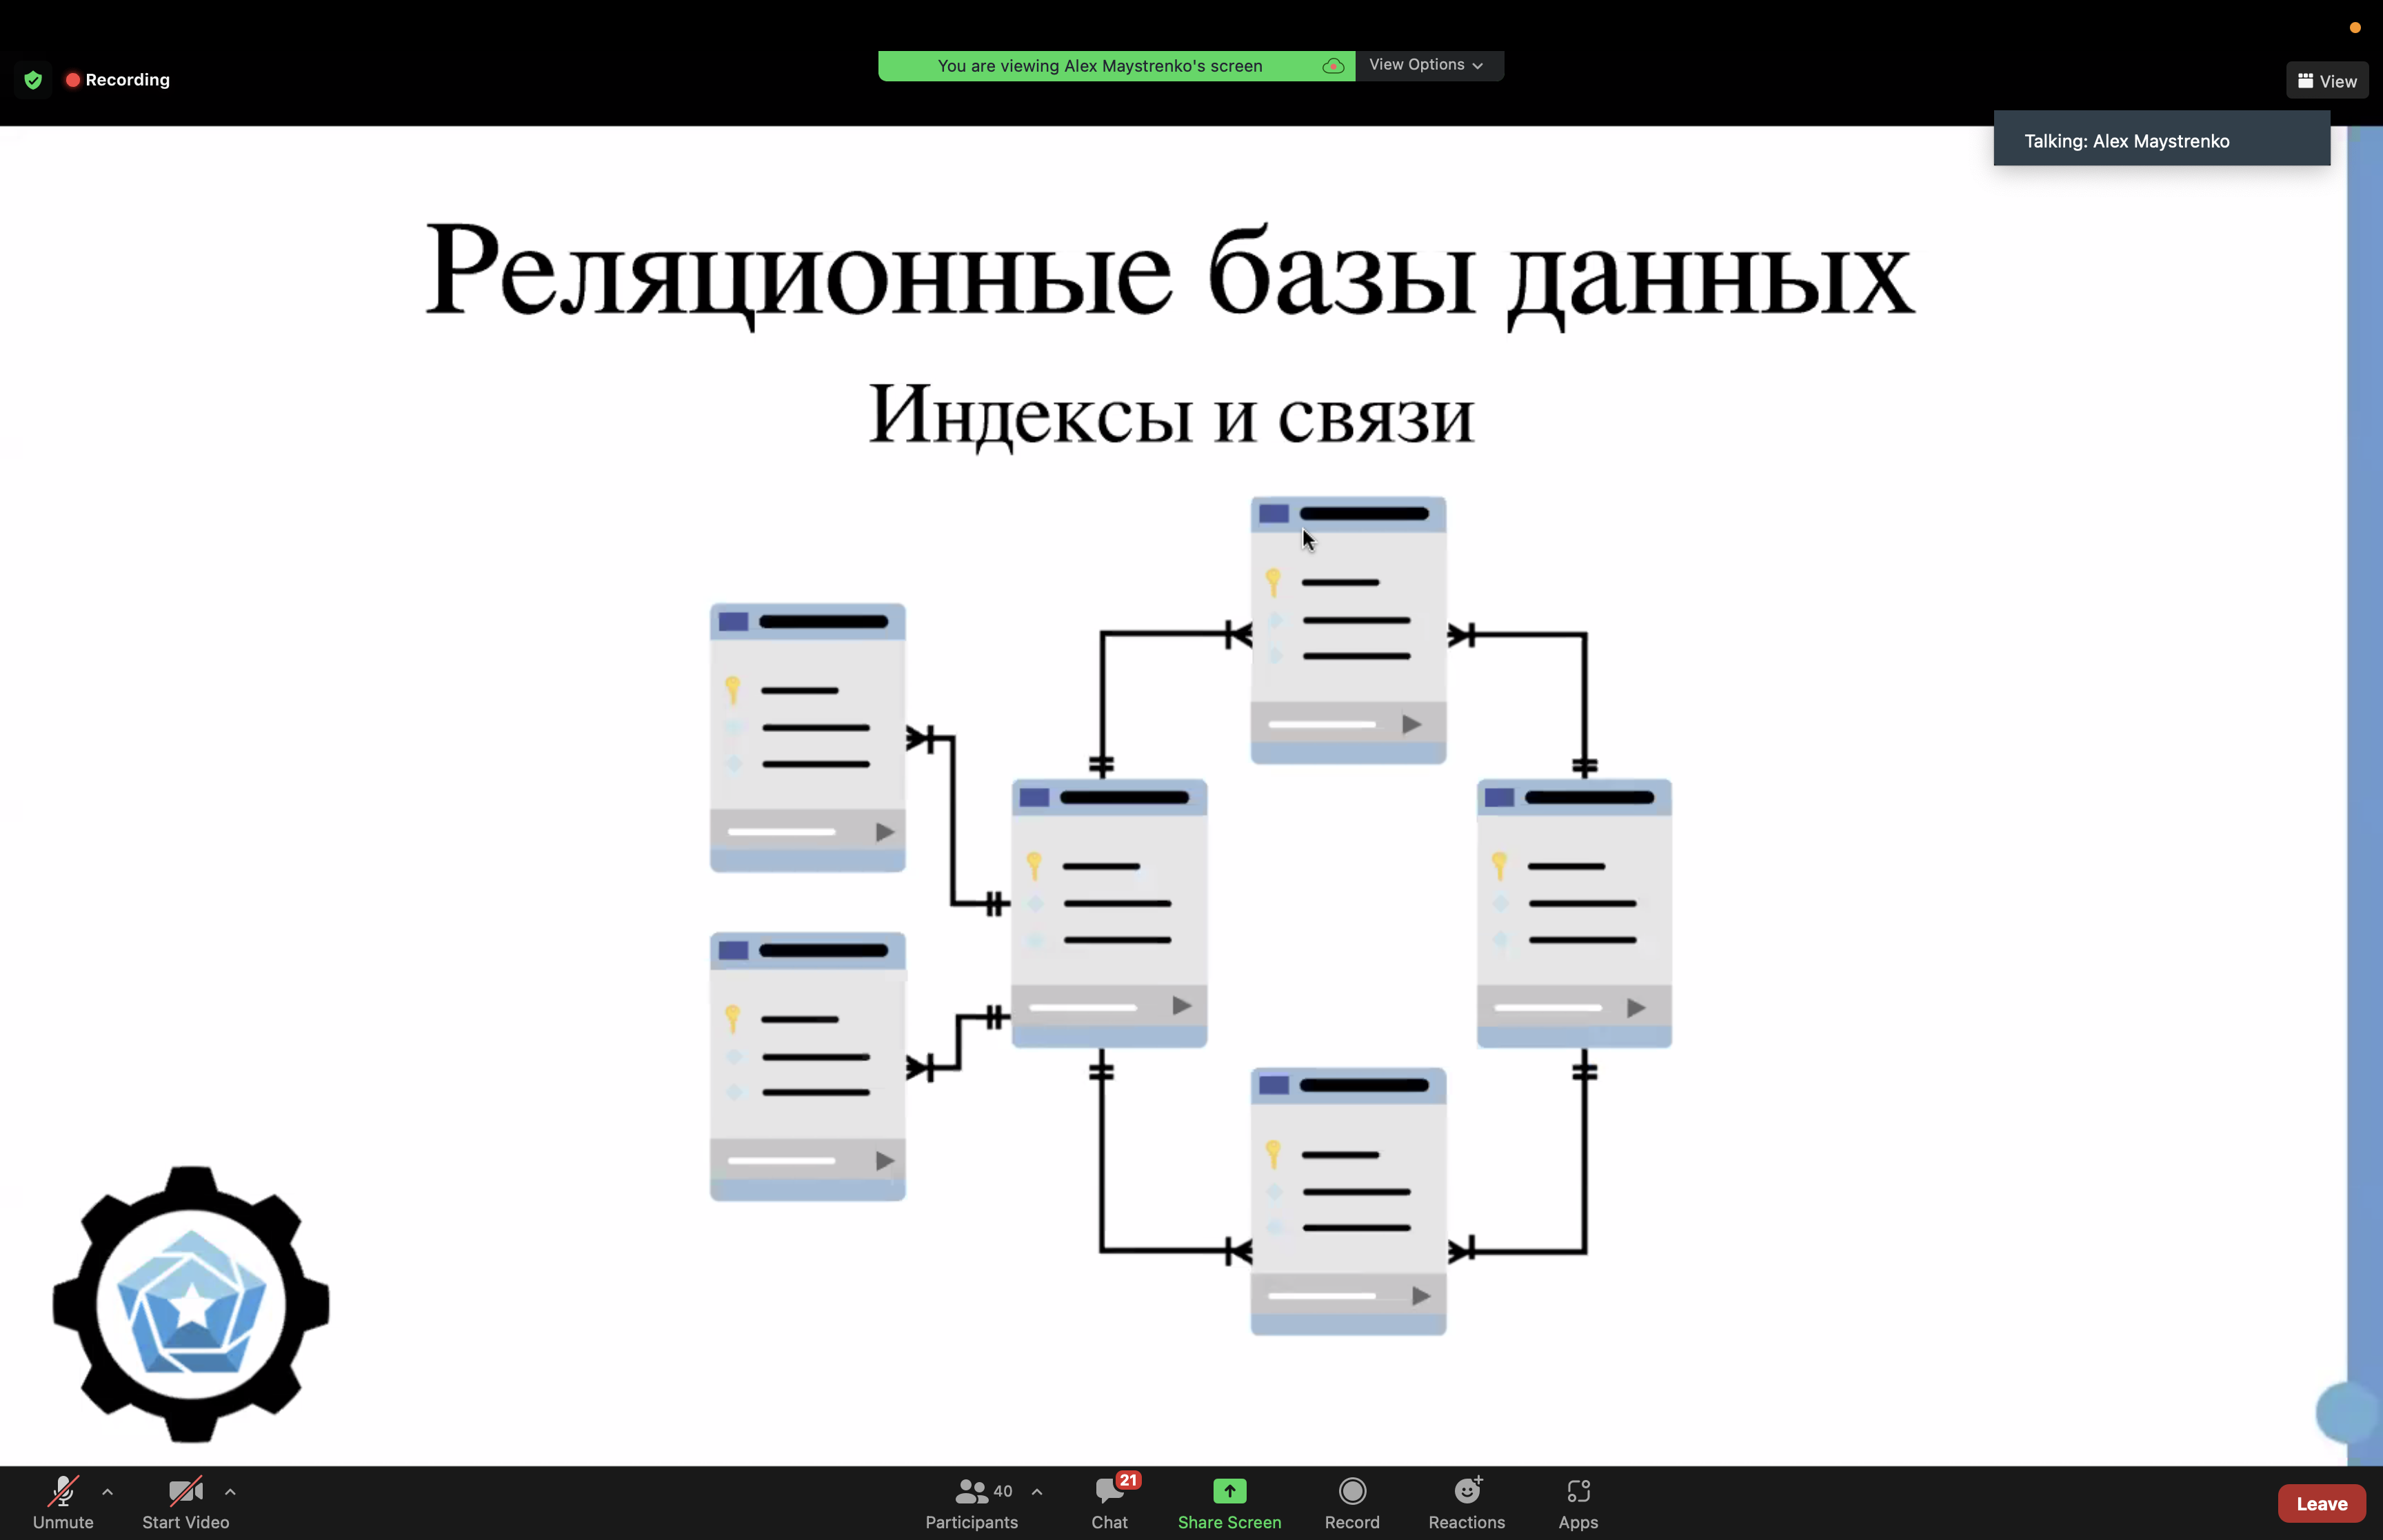 You are viewing Alex Maystrenko's screen
View Options
Recording
View
Talking: Alex Maystrenko
Реляционные базы данных
Индексы и связи
40
21
Unmute
Start Video
Participants
Chat
Share Screen
Record
Reactions
Apps
Leave